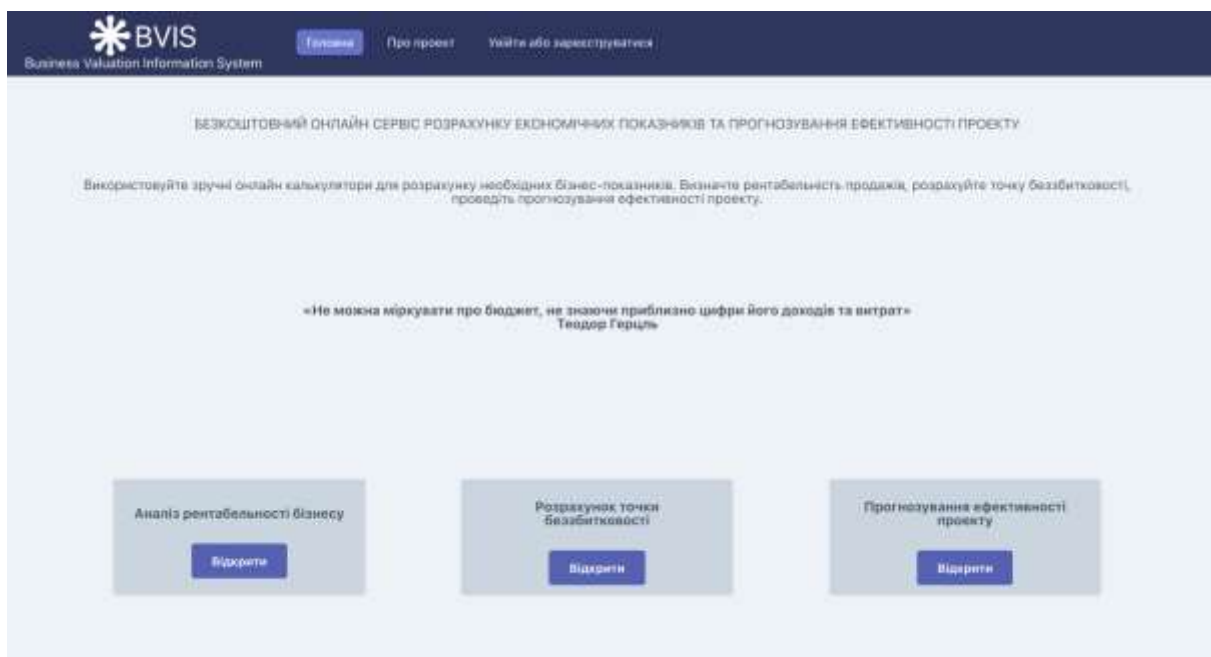 BVIS
Business Valuation Information System
Головна
Про проект
Увійти або зареєструватися
БЕЗКОШТОВНИЙ ОНЛАЙН СЕРВІС РОЗРАХУНКУ ЕКОНОМІЧНИХ ПОКАЗНИКІВ ТА ПРОГНОЗУВАННЯ ЕФЕКТИВНОСТІ ПРОЕКТУ
Використовуйте зручні онлайн калькулятори для розрахунку необхідних бізнес-показників. Визначте рентабельність продажів, розрахуйте точку беззбитковості,
проведіть прогнозування ефективності проекту.
«Не можна міркувати про бюджет, не знаючи приблизно цифри його доходів та витрат»
Теодор Герцль
Аналіз рентабельності бізнесу
Відкрити
Розрахунок точки
беззбитковості
Відкрити
Прогнозування ефективності
проекту
Відкрити